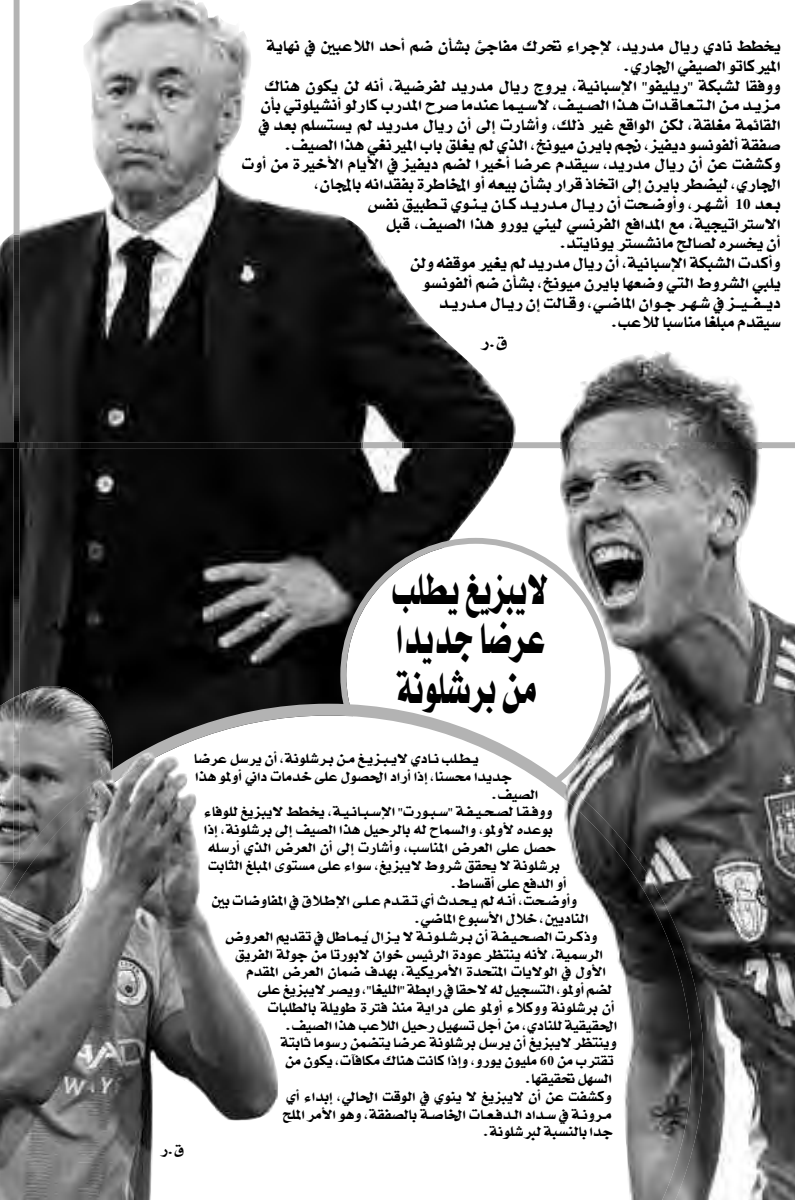 يخطط نادي ريال مدريد، لإجراء تحرك مفاجئ بشأن ضم أحد اللاعبين في نهاية
الميركاتو الصيفي الجاري.
ووفقا لشبكة "ريليفو" الإسبانية، يروج ريال مدريد لفرضية، أنه لن يكون هناك
مزيد من التعاقدات هذا الصيف، لاسيما عندما صرح المدرب كارلو أنشيلوتي بأن
القائمة مغلقة، لكن الواقع غير ذلك، وأشارت إلى أن ريال مدريد لم يستسلم بعد في
صفقة ألفونسو ديفيز، نجم بايرن ميونخ، الذي لم يغلق باب الميرنغي هذا الصيف.
وكشفت عن أن ريال مدريد، سيقدم عرضا أخيرا لضم ديفيز في الأيام الأخيرة من أوت
الجاري، ليضطر بايرن إلى اتخاذ قرار بشأن بيعه أو المخاطرة بفقدانه بالمجان،
بعد 10 أشهر، وأوضحت أن ريال مدريد كان ينوي تطبيق نفس
الاستراتيجية، مع المدافع الفرنسي ليني يورو هذا الصيف، قبل
أن يخسره لصالح مانشستر يونايتد.
وأكدت الشبكة الإسبانية، أن ريال مدريد لم يغير موقفه ولن
يلبي الشروط التي وضعها بايرن ميونخ، بشأن ضم ألفونسو
ديفيز في شهر جوان الماضي، وقالت إن ريال مدريد
سيقدم مبلغا مناسبا للاعب.
ق.ر
لايبزيغ يطلب
عرضا جديدا
من برشلونة
يطلب نادي لايبزيغ من برشلونة، أن يرسل عرضا
جديدا محسنا، إذا أراد الحصول على خدمات داني أولمو هذا
الصيف.
ووفقا لصحيفة "سبورت" الإسبانية، يخطط لايبزيغ للوفاء
بوعده لأولمو، والسماح له بالرحيل هذا الصيف إلى برشلونة، إذا
حصل على العرض المناسب، وأشارت إلى أن العرض الذي أرسله
برشلونة لا يحقق شروط لايبزيغ، سواء على مستوى المبلغ الثابت
أو الدفع على أقساط.
وأوضحت، أنه لم يحدث أي تقدم على الإطلاق في المفاوضات بين
الناديين، خلال الأسبوع الماضي.
وذكرت الصحيفة أن برشلونة لا يزال يُماطل في تقديم العروض
الرسمية، لأنه ينتظر عودة الرئيس خوان لابورتا من جولة الفريق
الأول في الولايات المتحدة الأمريكية، بهدف ضمان العرض المقدم
لضم أولمو، التسجيل له لاحقا في رابطة "الليغا"، ويصر لايبزيغ على
أن برشلونة ووكلاء أولمو على دراية منذ فترة طويلة بالطلبات
الحقيقية للنادي، من أجل تسهيل رحيل اللاعب هذا الصيف.
وينتظر لايبزيغ أن يرسل برشلونة عرضا يتضمن رسوما ثابتة
تقترب من 60 مليون يورو، وإذا كانت هناك مكافآت، يكون من
السهل تحقيقها.
وكشفت عن أن لايبزيغ لا ينوي في الوقت الحالي، إبداء أي
مرونة في سداد الدفعات الخاصة بالصفقة، وهو الأمر الملح
جدا بالنسبة لبرشلونة.
ق.ر